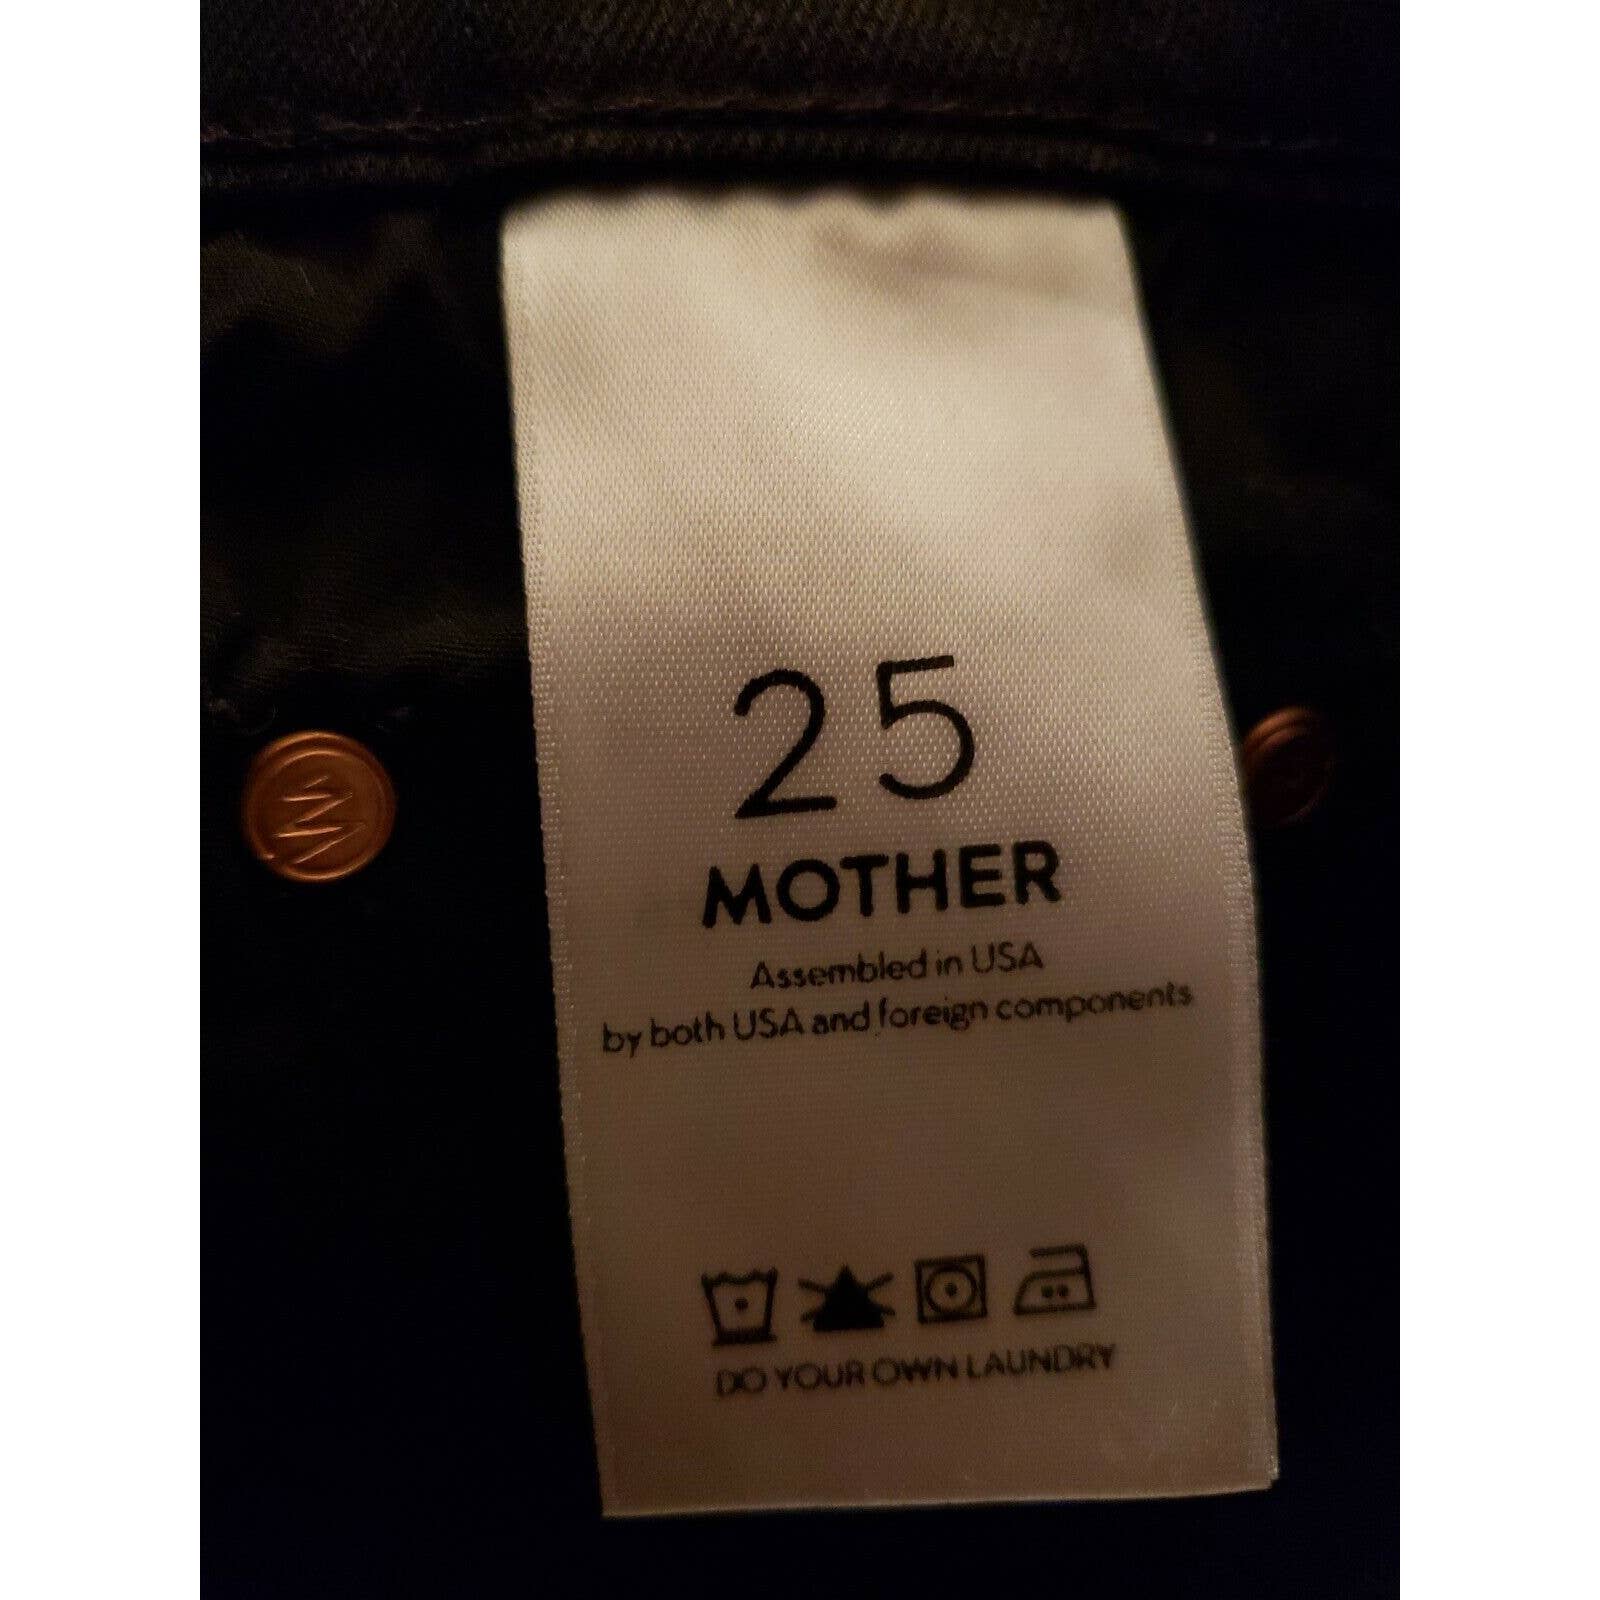 25
MOTHER
Assembled in USA
by both USA and foreign components
DO YOUR OWN LAUNDRY